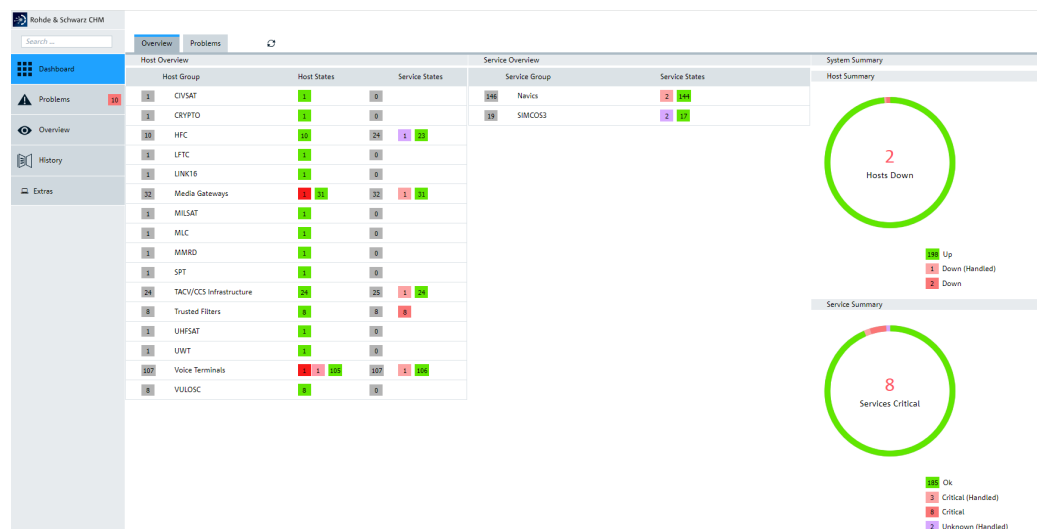 Rohde & Schwarz CHM
Search ...
Dashboard
Problems 10
Overview
History
Extras
Overview Problems
Host Overview
Host Group Host States Service States
1 CIVSAT 1 0
1 CRYPTO 1 0
10 HFC 10 24 1 23
1 LFTC 1 0
1 LINK16 1 0
32 Media Gateways 1 31 32 1 31
1 MILSAT 1 0
1 MLC 1 0
1 MMRD 1 0
1 SPT 1 0
24 TACV/CCS Infrastructure 24 25 1 24
8 Trusted Filters 8 8 8
1 UHFSAT 1 0
1 UWT 1 0
107 Voice Terminals 1 1 105 107 1 106
8 VULOSC 8 0
Service Overview
Service Group Service States
146 Navics 2 144
19 SIMCOS3 2 17
System Summary
Host Summary
2
Hosts Down
198 Up
1 Down (Handled)
2 Down
Service Summary
8
Services Critical
185 Ok
3 Critical (Handled)
8 Critical
2 Unknown (Handled)